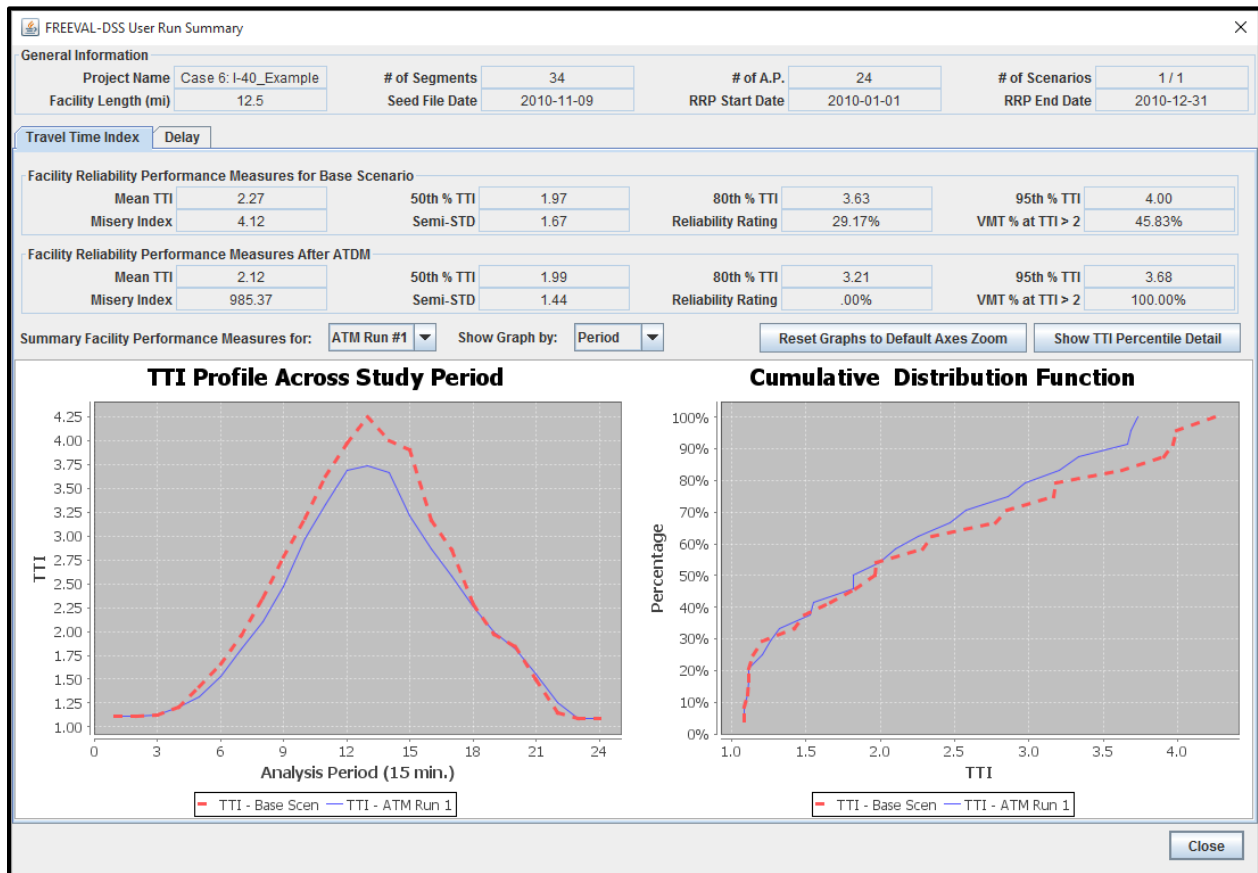 FREEVAL-DSS User Run Summary
General Information
Project Name Case 6: I-40_Example # of Segments 34 # of A.P. 24 # of Scenarios 1 / 1
Facility Length (mi) 12.5 Seed File Date 2010-11-09 RRP Start Date 2010-01-01 RRP End Date 2010-12-31
Travel Time Index Delay
Facility Reliability Performance Measures for Base Scenario
Mean TTI 2.27 50th % TTI 1.97 80th % TTI 3.63 95th % TTI 4.00
Misery Index 4.12 Semi-STD 1.67 Reliability Rating 29.17% VMT % at TTI > 2 45.83%
Facility Reliability Performance Measures After ATDM
Mean TTI 2.12 50th % TTI 1.99 80th % TTI 3.21 95th % TTI 3.68
Misery Index 985.37 Semi-STD 1.44 Reliability Rating .00% VMT % at TTI > 2 100.00%
Summary Facility Performance Measures for: ATM Run #1 Show Graph by: Period Reset Graphs to Default Axes Zoom Show TTI Percentile Detail
TTI Profile Across Study Period
TTI
4.25
4.00
3.75
3.50
3.25
3.00
2.75
2.50
2.25
2.00
1.75
1.50
1.25
1.00
0 3 6 9 12 15 18 21 24
Analysis Period (15 min.)
TTI - Base Scen TTI - ATM Run 1
Cumulative Distribution Function
Percentage
100%
90%
80%
70%
60%
50%
40%
30%
20%
10%
0%
1.0 1.5 2.0 2.5 3.0 3.5 4.0
TTI
TTI - Base Scen TTI - ATM Run 1
Close